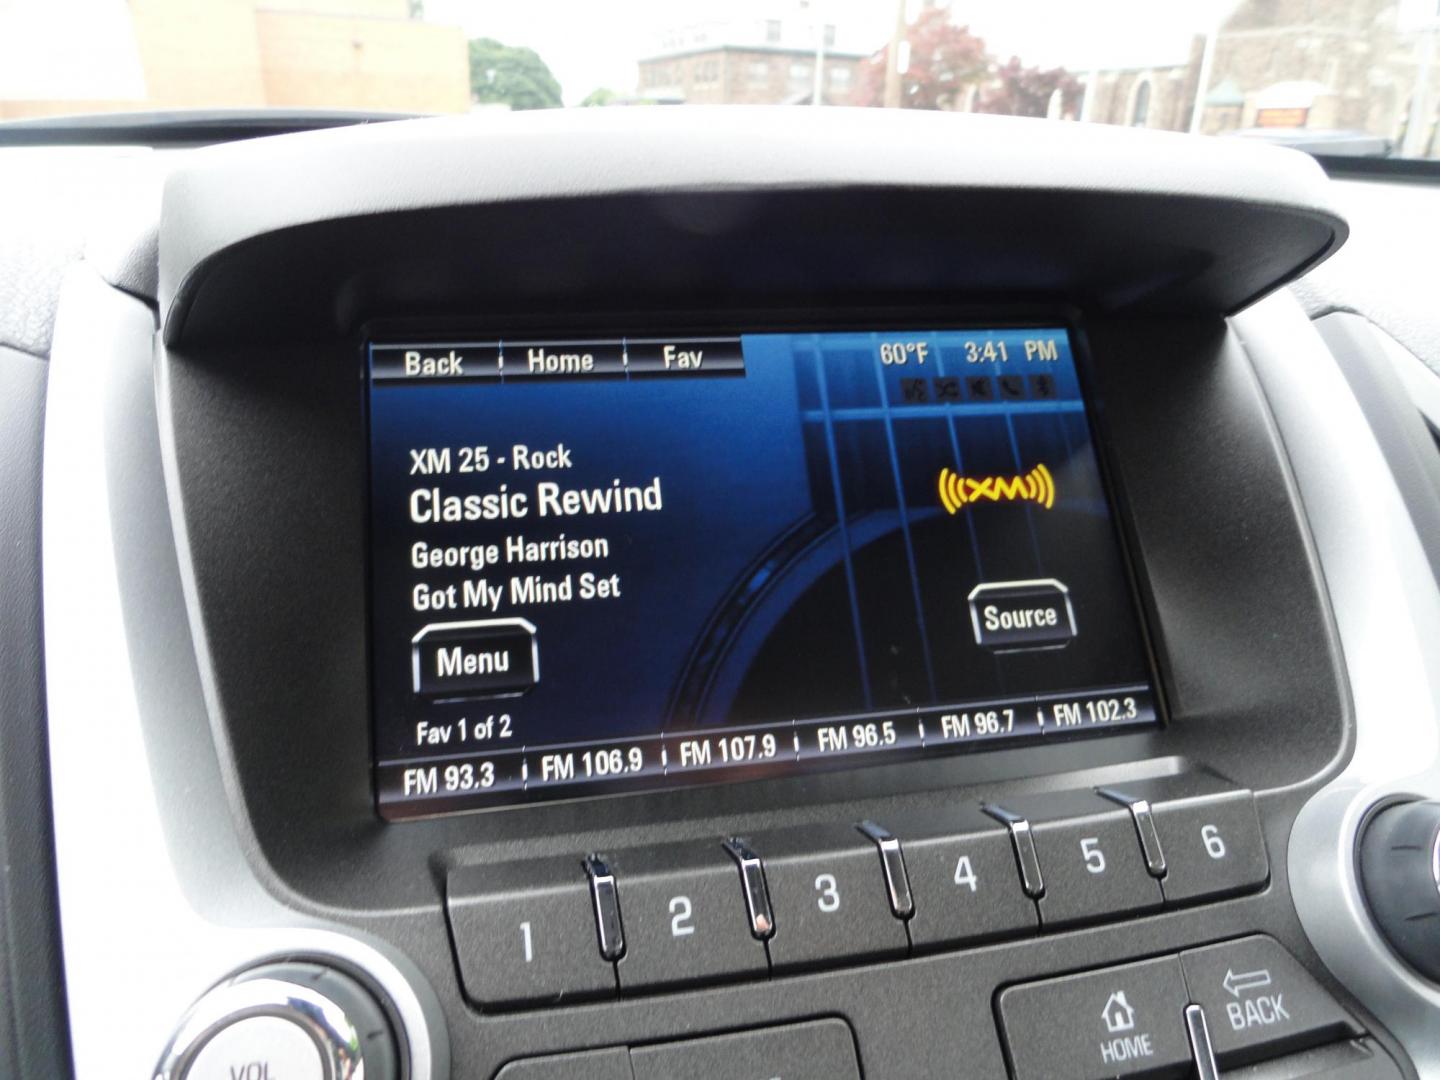 Back Home Fav 60°F 3:41 PM
XM 25 - Rock
Classic Rewind
((XM))
George Harrison
Got My Mind Set
Source
Menu
Fav 1 of 2
FM 93.3 FM 106.9 FM 107.9 FM 96.5 FM 96.7 FM 102.3
1 2 3 4 5 6
BACK
HOME
VOL